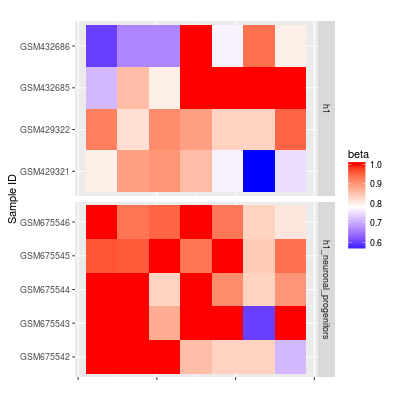 GSM432686
GSM432685
GSM429322
GSM429321
h1
GSM675546
GSM675545
GSM675544
GSM675543
GSM675542
h1_neuronal_progenitors
Sample ID
beta
1.0
0.9
0.8
0.7
0.6